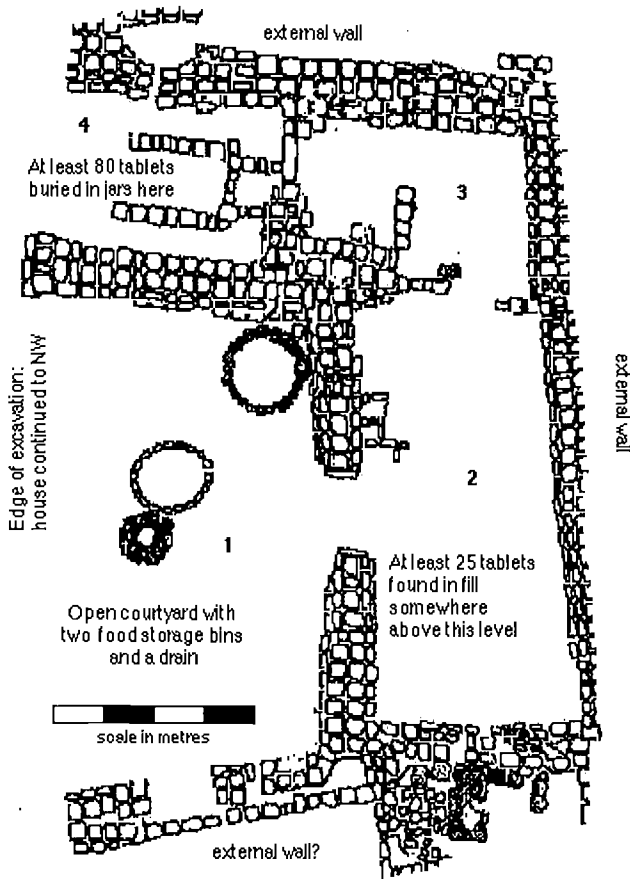 external wall
4
At least 80 tablets
buried in jars here
3
Edge of excavation:
house continued to NW
external wall
2
1
At least 25 tablets
found in fill
somewhere
above this level
Open courtyard with
two food storage bins
and a drain
scale in metres
external wall?